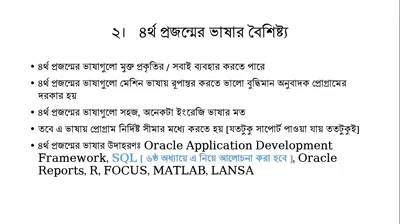 ২। ৪র্থ প্রজন্মের ভাষার বৈশিষ্ট্য
• ৪র্থ প্রজন্মের ভাষাগুলো মুক্ত প্রকৃতির / সবাই ব্যবহার করতে পারে
• ৪র্থ প্রজন্মের ভাষাগুলো মেশিন ভাষায় রুপান্তর করতে ভালো বুদ্ধিমান অনুবাদক প্রোগ্রামের
দরকার হয়
• ৪র্থ প্রজন্মের ভাষাগুলো সহজ, অনেকটা ইংরেজি ভাষার মত
• তবে এ ভাষায় প্রোগ্রাম নির্দিষ্ট সীমার মধ্যে করতে হয় [যতটুকু সাপোর্ট পাওয়া যায় ততটুকুই]
• ৪র্থ প্রজন্মের ভাষার উদাহরণঃ Oracle Application Development
Framework, SQL [ ৬ষ্ঠ অধ্যায়ে এ নিয়ে আলোচনা করা হবে ], Oracle
Reports, R, FOCUS, MATLAB, LANSA